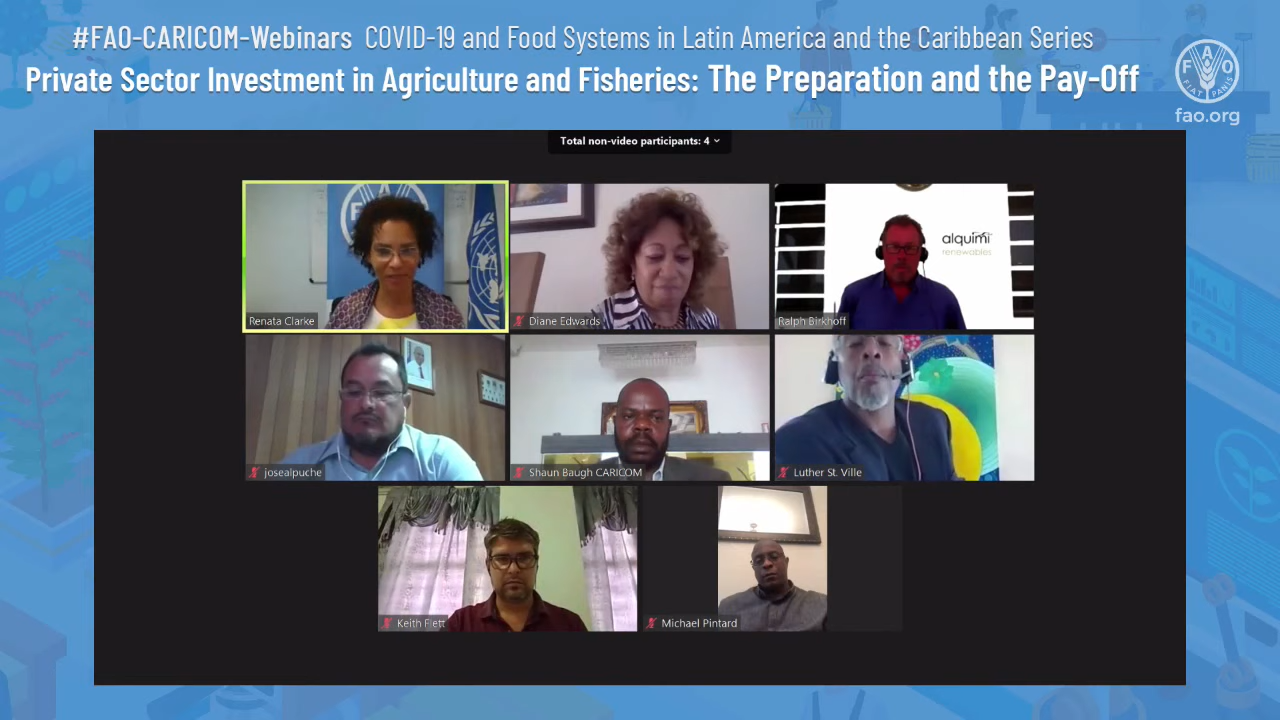 #FAO-CARICOM-Webinars COVID-19 and Food Systems in Latin America and the Caribbean Series
Private Sector Investment in Agriculture and Fisheries: The Preparation and the Pay-Off
F A O
FIAT PANIS
fao.org
Total non-video participants: 4
FAO
alquimi
renewables
Renata Clarke
Diane Edwards
Ralph Birkhoff
josealpuche
Shaun Baugh CARICOM
Luther St. Ville
Keith Flett
Michael Pintard